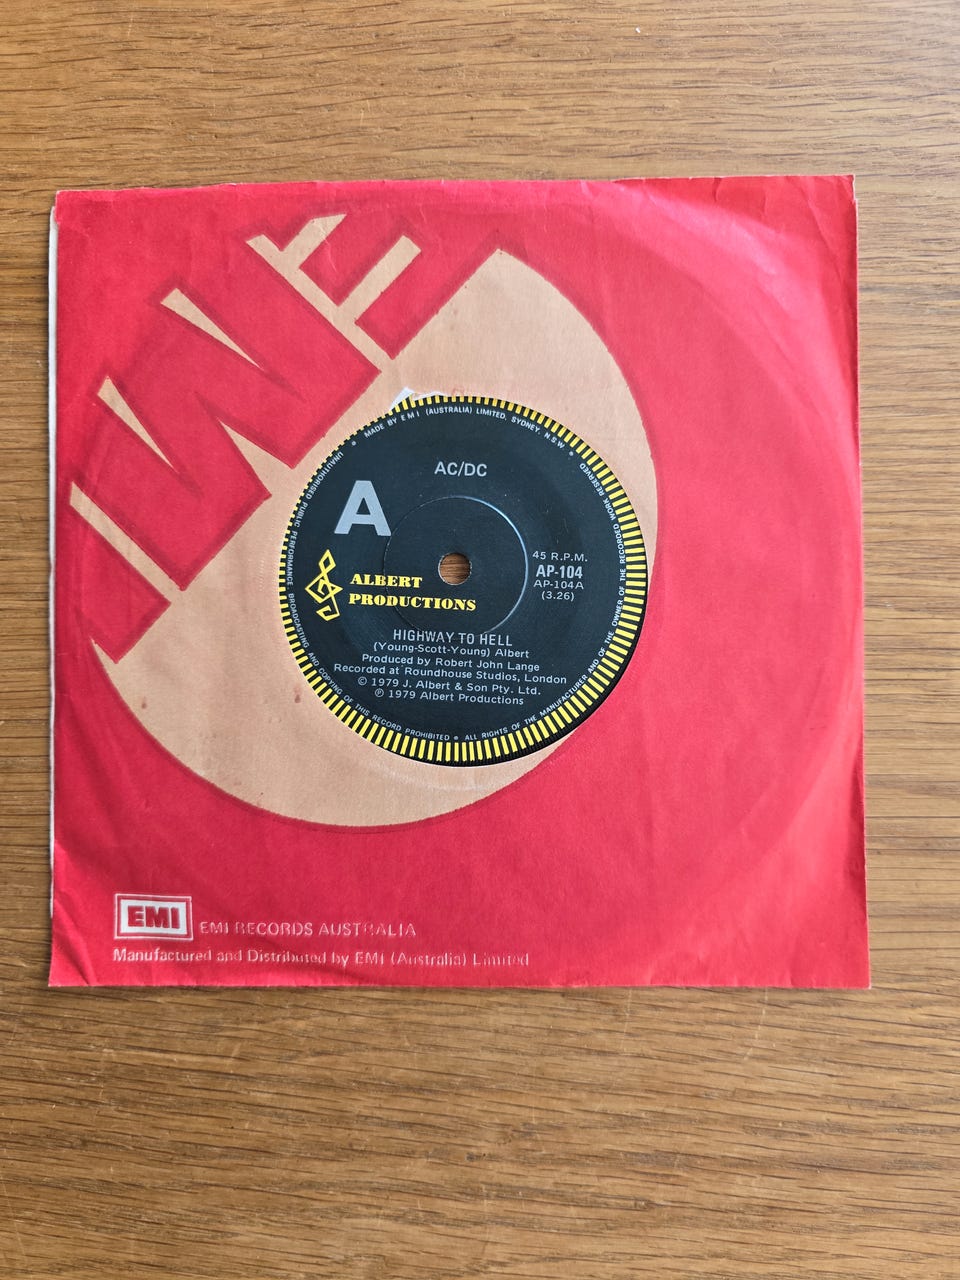 EMI
MADE BY E M I (AUSTRALIA) LIMITED, SYDNEY, N.S.W.
AC/DC
A
45 R.P.M.
AP-104
AP-104A
(3.26)
ALBERT
PRODUCTIONS
HIGHWAY TO HELL
(Young-Scott-Young) Albert
Produced by Robert John Lange
Recorded at Roundhouse Studios, London
© 1979 J. Albert & Son Pty. Ltd.
℗ 1979 Albert Productions
ALL RIGHTS OF THE MANUFACTURER AND OF THE OWNER OF THE RECORDED WORK RESERVED
UNAUTHORISED PUBLIC PERFORMANCE BROADCASTING AND COPYING OF THIS RECORD PROHIBITED
EMI
EMI RECORDS AUSTRALIA
Manufactured and Distributed by EMI (Australia) Limited